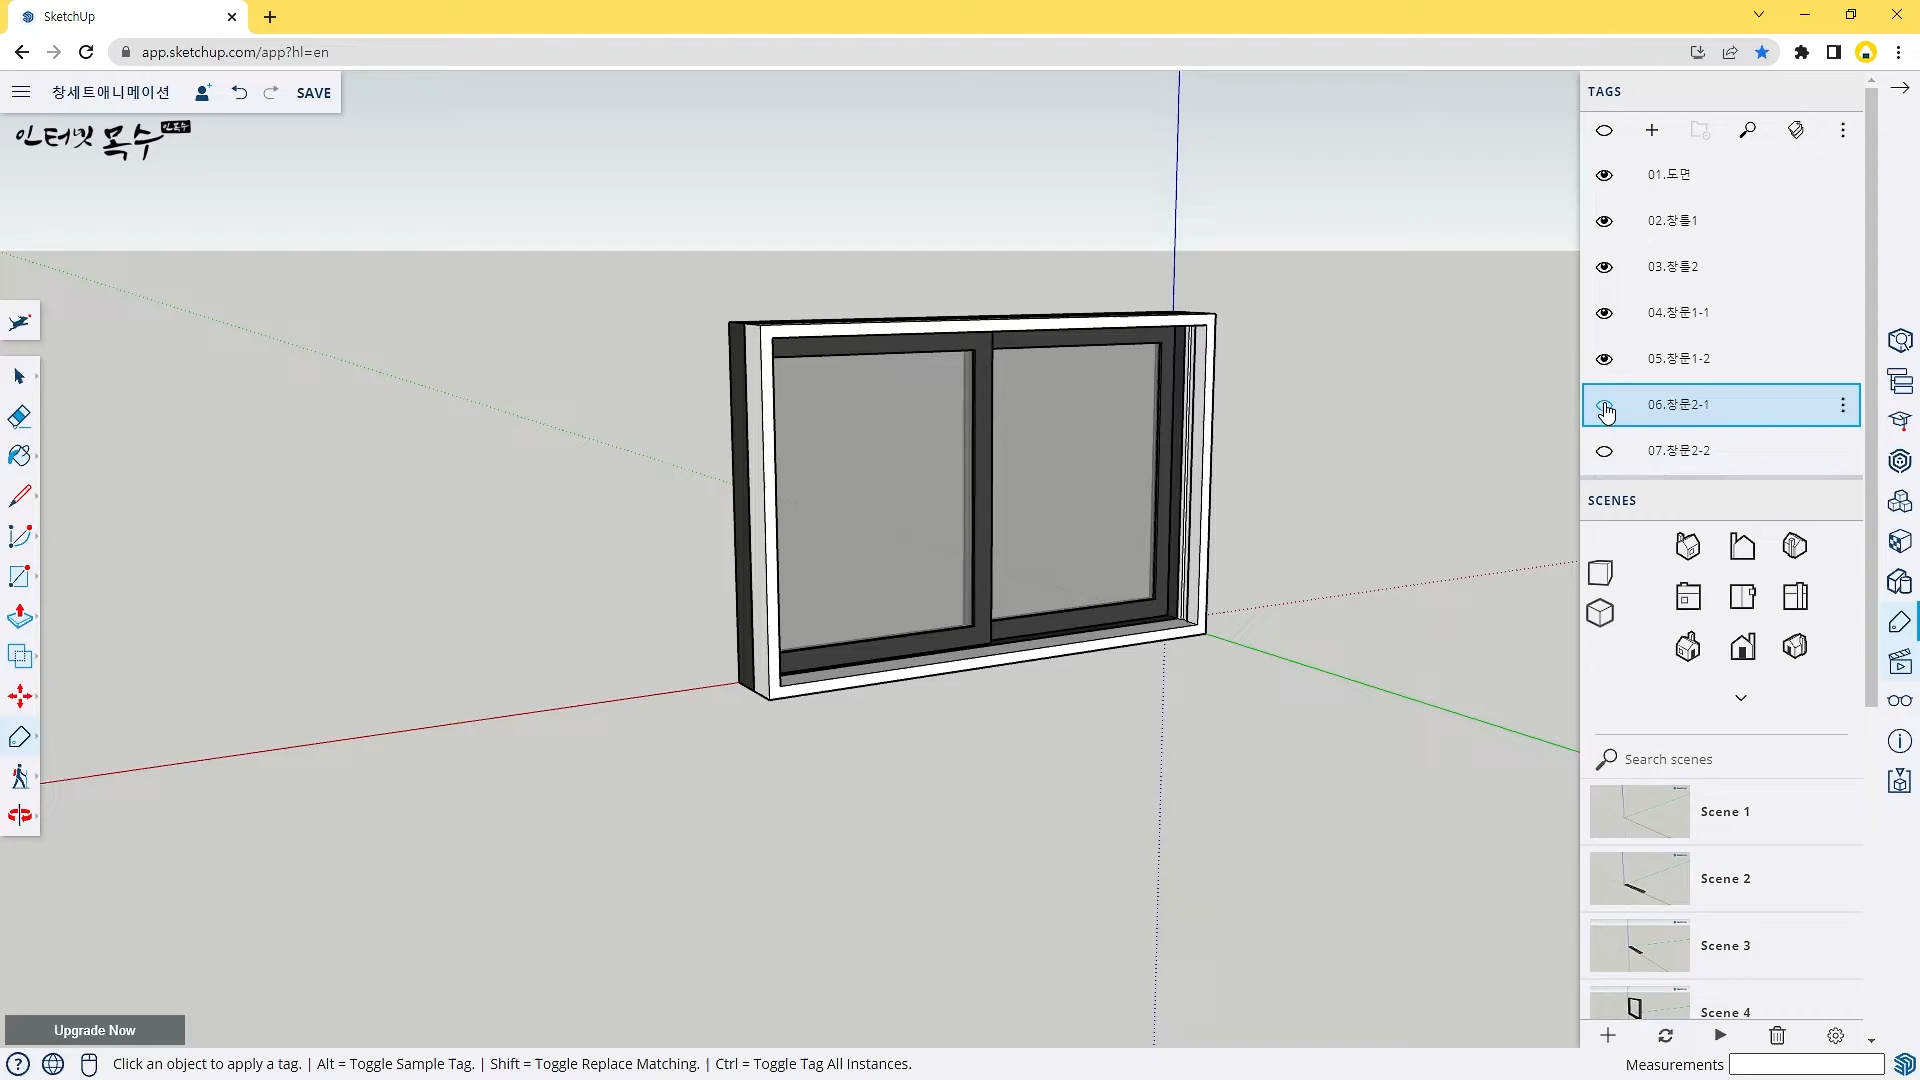 SketchUp
app.sketchup.com/app?hl=en
창세트애니메이션
SAVE
인터넷 목수
인목수
TAGS
01.도면
02.창틀1
03.창틀2
04.창문1-1
05.창문1-2
06.창문2-1
07.창문2-2
SCENES
Search scenes
Scene 1
Scene 2
Scene 3
Scene 4
Upgrade Now
Click an object to apply a tag. | Alt = Toggle Sample Tag. | Shift = Toggle Replace Matching. | Ctrl = Toggle Tag All Instances.
Measurements